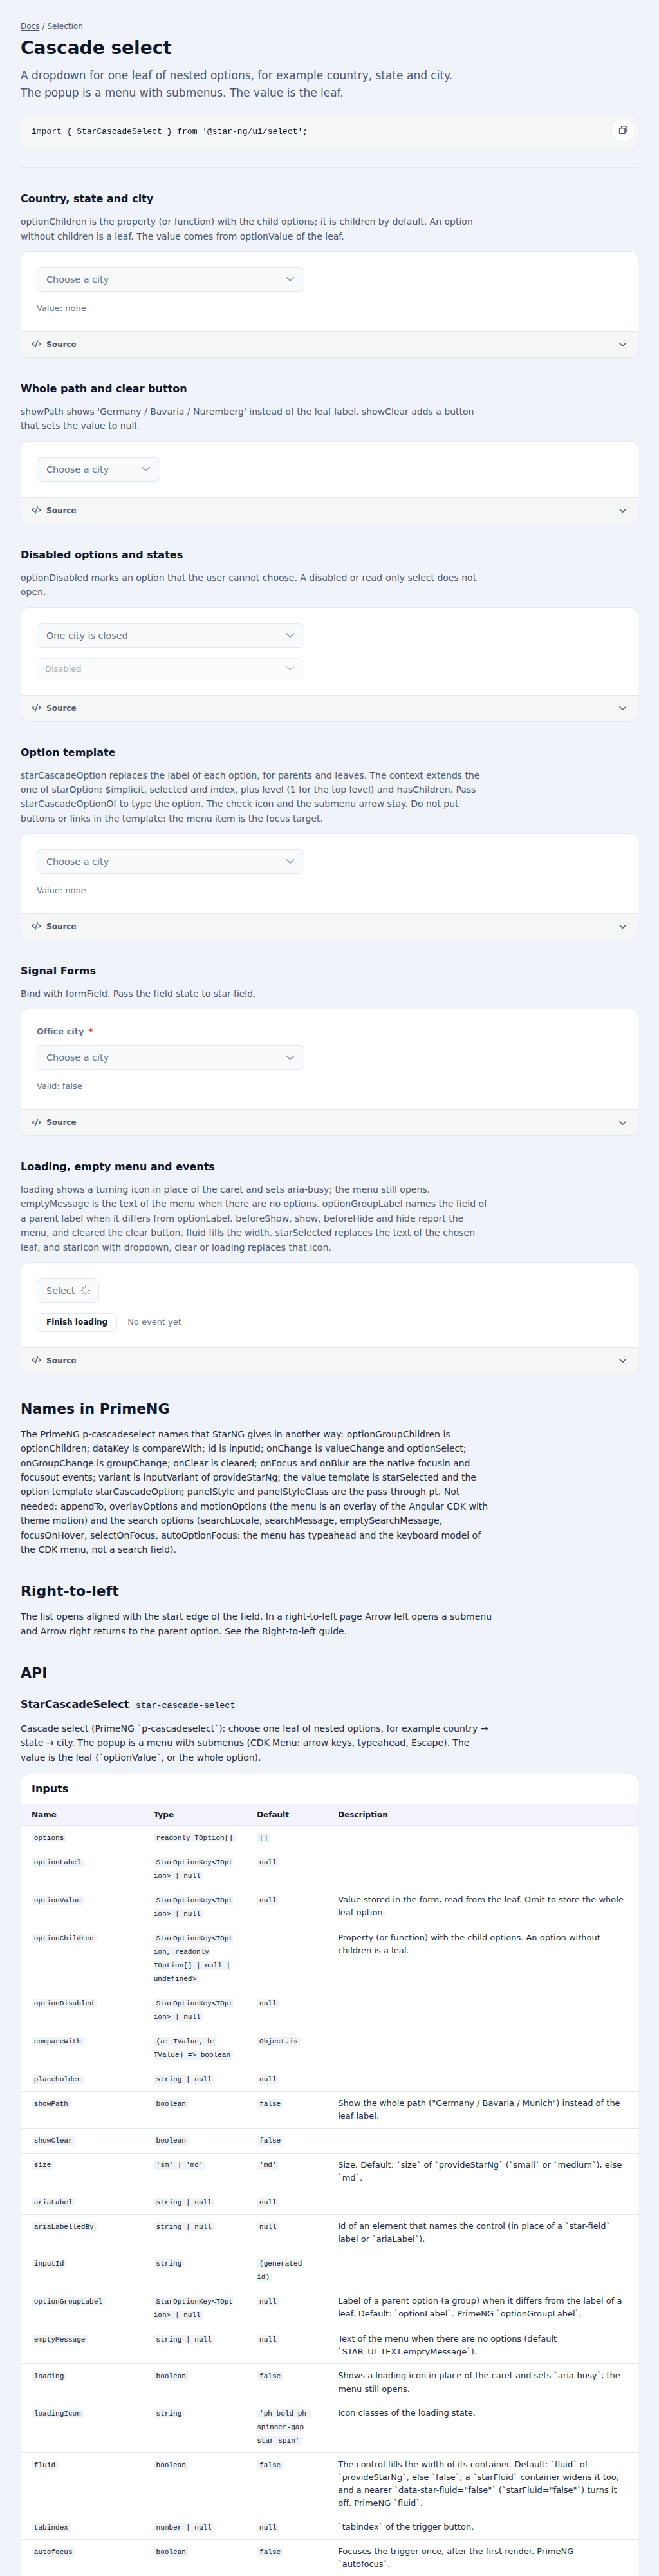 Docs / Selection
Cascade select
A dropdown for one leaf of nested options, for example country, state and city.
The popup is a menu with submenus. The value is the leaf.
import { StarCascadeSelect } from '@star-ng/ui/select';
Country, state and city
optionChildren is the property (or function) with the child options; it is children by default. An option
without children is a leaf. The value comes from optionValue of the leaf.
Choose a city
Value: none
Source
Whole path and clear button
showPath shows 'Germany / Bavaria / Nuremberg' instead of the leaf label. showClear adds a button
that sets the value to null.
Choose a city
Source
Disabled options and states
optionDisabled marks an option that the user cannot choose. A disabled or read-only select does not
open.
One city is closed
Disabled
Source
Option template
starCascadeOption replaces the label of each option, for parents and leaves. The context extends the
one of starOption: $implicit, selected and index, plus level (1 for the top level) and hasChildren. Pass
starCascadeOptionOf to type the option. The check icon and the submenu arrow stay. Do not put
buttons or links in the template: the menu item is the focus target.
Choose a city
Value: none
Source
Signal Forms
Bind with formField. Pass the field state to star-field.
Office city *
Choose a city
Valid: false
Source
Loading, empty menu and events
loading shows a turning icon in place of the caret and sets aria-busy; the menu still opens.
emptyMessage is the text of the menu when there are no options. optionGroupLabel names the field of
a parent label when it differs from optionLabel. beforeShow, show, beforeHide and hide report the
menu, and cleared the clear button. fluid fills the width. starSelected replaces the text of the chosen
leaf, and starIcon with dropdown, clear or loading replaces that icon.
Select
Finish loading No event yet
Source
Names in PrimeNG
The PrimeNG p-cascadeselect names that StarNG gives in another way: optionGroupChildren is
optionChildren; dataKey is compareWith; id is inputId; onChange is valueChange and optionSelect;
onGroupChange is groupChange; onClear is cleared; onFocus and onBlur are the native focusin and
focusout events; variant is inputVariant of provideStarNg; the value template is starSelected and the
option template starCascadeOption; panelStyle and panelStyleClass are the pass-through pt. Not
needed: appendTo, overlayOptions and motionOptions (the menu is an overlay of the Angular CDK with
theme motion) and the search options (searchLocale, searchMessage, emptySearchMessage,
focusOnHover, selectOnFocus, autoOptionFocus: the menu has typeahead and the keyboard model of
the CDK menu, not a search field).
Right-to-left
The list opens aligned with the start edge of the field. In a right-to-left page Arrow left opens a submenu
and Arrow right returns to the parent option. See the Right-to-left guide.
API
StarCascadeSelect star-cascade-select
Cascade select (PrimeNG `p-cascadeselect`): choose one leaf of nested options, for example country →
state → city. The popup is a menu with submenus (CDK Menu: arrow keys, typeahead, Escape). The
value is the leaf (`optionValue`, or the whole option).
Inputs
Name Type Default Description
options readonly TOption[] []
optionLabel StarOptionKey<TOpt null
ion> | null
optionValue StarOptionKey<TOpt null Value stored in the form, read from the leaf. Omit to store the whole
ion> | null leaf option.
optionChildren StarOptionKey<TOpt Property (or function) with the child options. An option without
ion, readonly children is a leaf.
TOption[] | null |
undefined>
optionDisabled StarOptionKey<TOpt null
ion> | null
compareWith (a: TValue, b: Object.is
TValue) => boolean
placeholder string | null null
showPath boolean false Show the whole path ("Germany / Bavaria / Munich") instead of the
leaf label.
showClear boolean false
size 'sm' | 'md' 'md' Size. Default: `size` of `provideStarNg` (`small` or `medium`), else
`md`.
ariaLabel string | null null
ariaLabelledBy string | null null Id of an element that names the control (in place of a `star-field`
label or `ariaLabel`).
inputId string (generated
id)
optionGroupLabel StarOptionKey<TOpt null Label of a parent option (a group) when it differs from the label of a
ion> | null leaf. Default: `optionLabel`. PrimeNG `optionGroupLabel`.
emptyMessage string | null null Text of the menu when there are no options (default
`STAR_UI_TEXT.emptyMessage`).
loading boolean false Shows a loading icon in place of the caret and sets `aria-busy`; the
menu still opens.
loadingIcon string 'ph-bold ph- Icon classes of the loading state.
spinner-gap
star-spin'
fluid boolean false The control fills the width of its container. Default: `fluid` of
`provideStarNg`, else `false`; a `starFluid` container widens it too,
and a nearer `data-star-fluid="false"` (`starFluid="false"`) turns it
off. PrimeNG `fluid`.
tabindex number | null null `tabindex` of the trigger button.
autofocus boolean false Focuses the trigger once, after the first render. PrimeNG
`autofocus`.